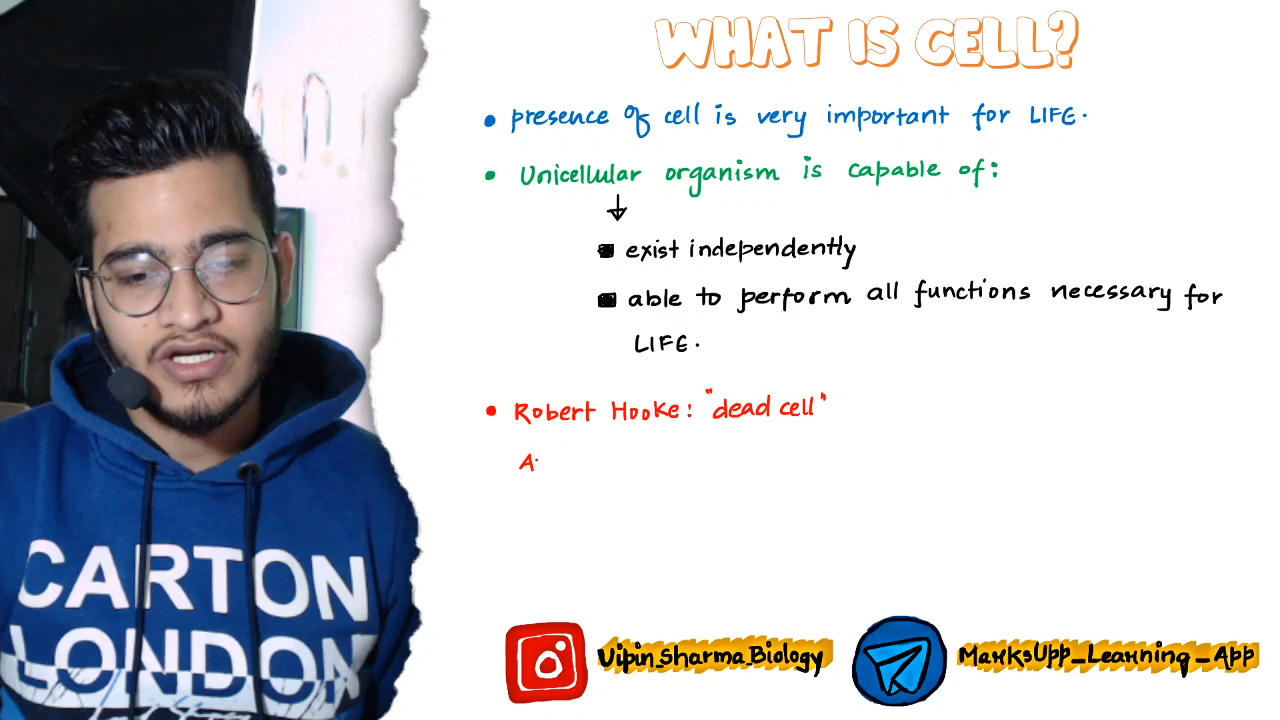 WHAT IS CELL?
• presence of cell is very important for LIFE.
• Unicellular organism is capable of:
exist independently
able to perform all functions necessary for
LIFE.
• Robert Hooke: "dead cell"
A.
CARTON
LONDON
Vipin_Sharma_Biology
MarksUpp_Learning_App